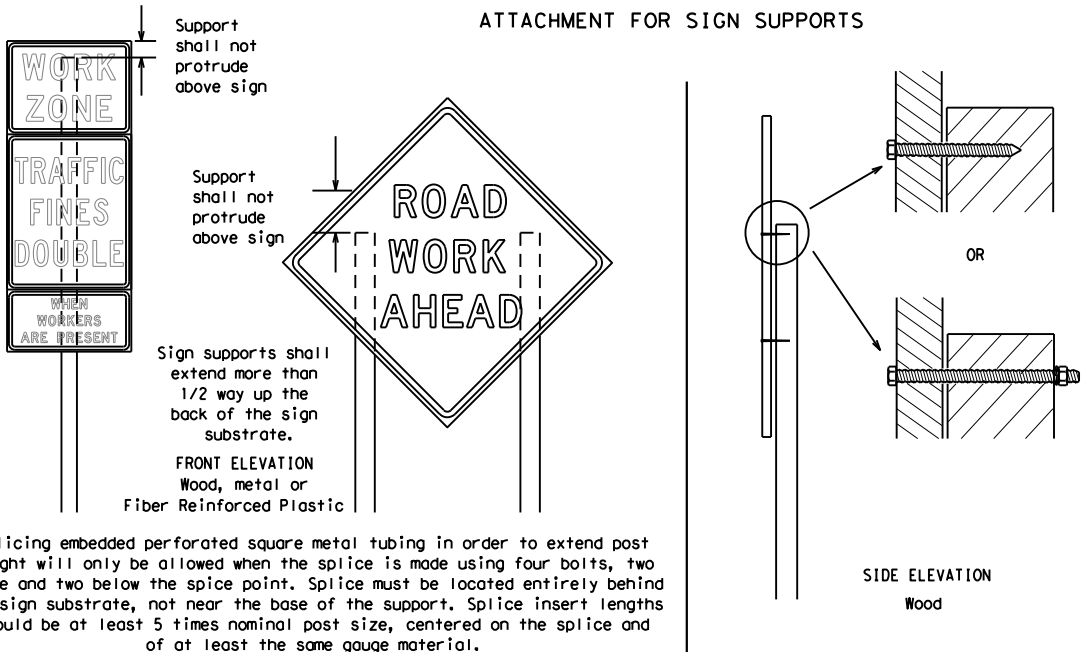 ATTACHMENT FOR SIGN SUPPORTS
Support
shall not
protrude
above sign
WORK
ZONE
TRAFFIC
FINES
DOUBLE
WHEN
WORKERS
ARE PRESENT
Support
shall not
protrude
above sign
ROAD
WORK
AHEAD
Sign supports shall
extend more than
1/2 way up the
back of the sign
substrate.
FRONT ELEVATION
Wood, metal or
Fiber Reinforced Plastic
OR
SIDE ELEVATION
Wood
licing embedded perforated square metal tubing in order to extend post
ght will only be allowed when the splice is made using four bolts, two
e and two below the spice point. Splice must be located entirely behind
sign substrate, not near the base of the support. Splice insert lengths
ould be at least 5 times nominal post size, centered on the splice and
of at least the same gauge material.